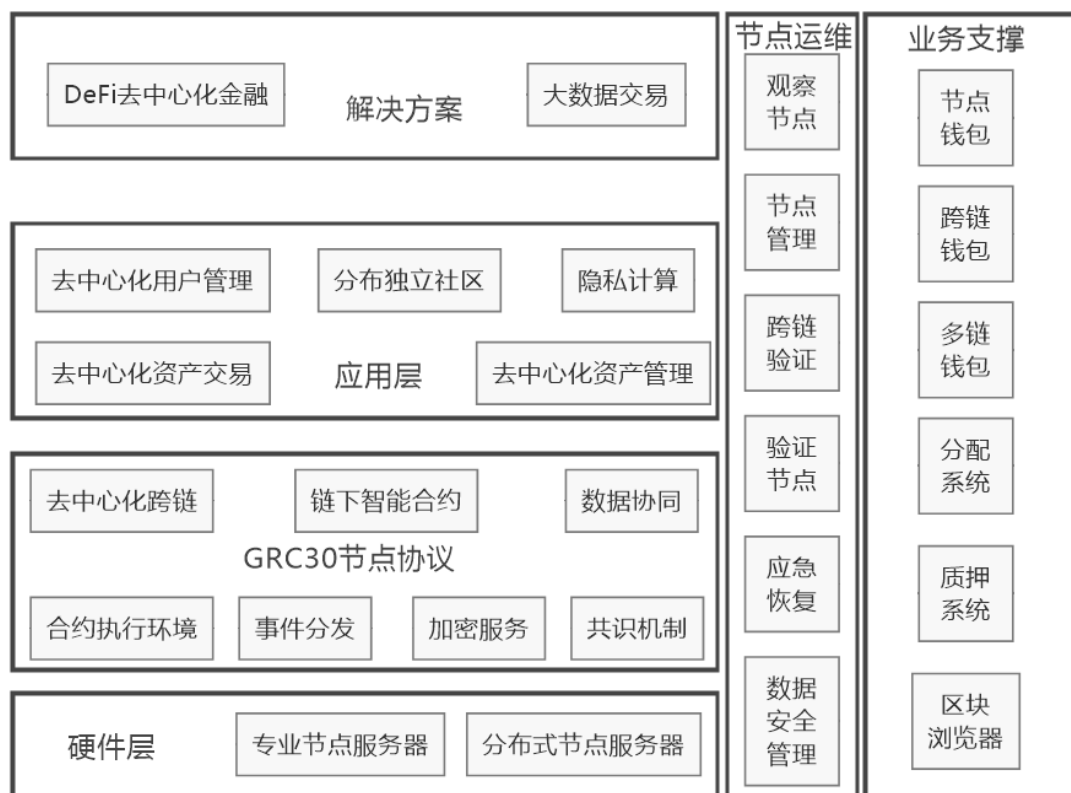 DeFi去中心化金融
解决方案
大数据交易
去中心化用户管理
分布独立社区
隐私计算
去中心化资产交易
应用层
去中心化资产管理
去中心化跨链
链下智能合约
数据协同
GRC30节点协议
合约执行环境
事件分发
加密服务
共识机制
硬件层
专业节点服务器
分布式节点服务器
节点运维
观察
节点
节点
管理
跨链
验证
验证
节点
应急
恢复
数据
安全
管理
业务支撑
节点
钱包
跨链
钱包
多链
钱包
分配
系统
质押
系统
区块
浏览器